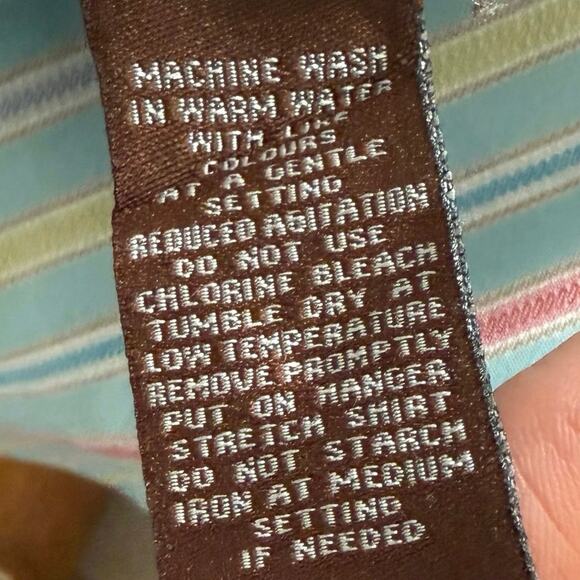 MACHINE WASH
IN WARM WATER
WITH LIKE
COLOURS
AT A GENTLE
SETTING
REDUCED AGITATION
DO NOT USE
CHLORINE BLEACH
TUMBLE DRY AT
LOW TEMPERATURE
REMOVE PROMPTLY
PUT ON HANGER
STRETCH SHIRT
DO NOT STARCH
IRON AT MEDIUM
SETTING
IF NEEDED